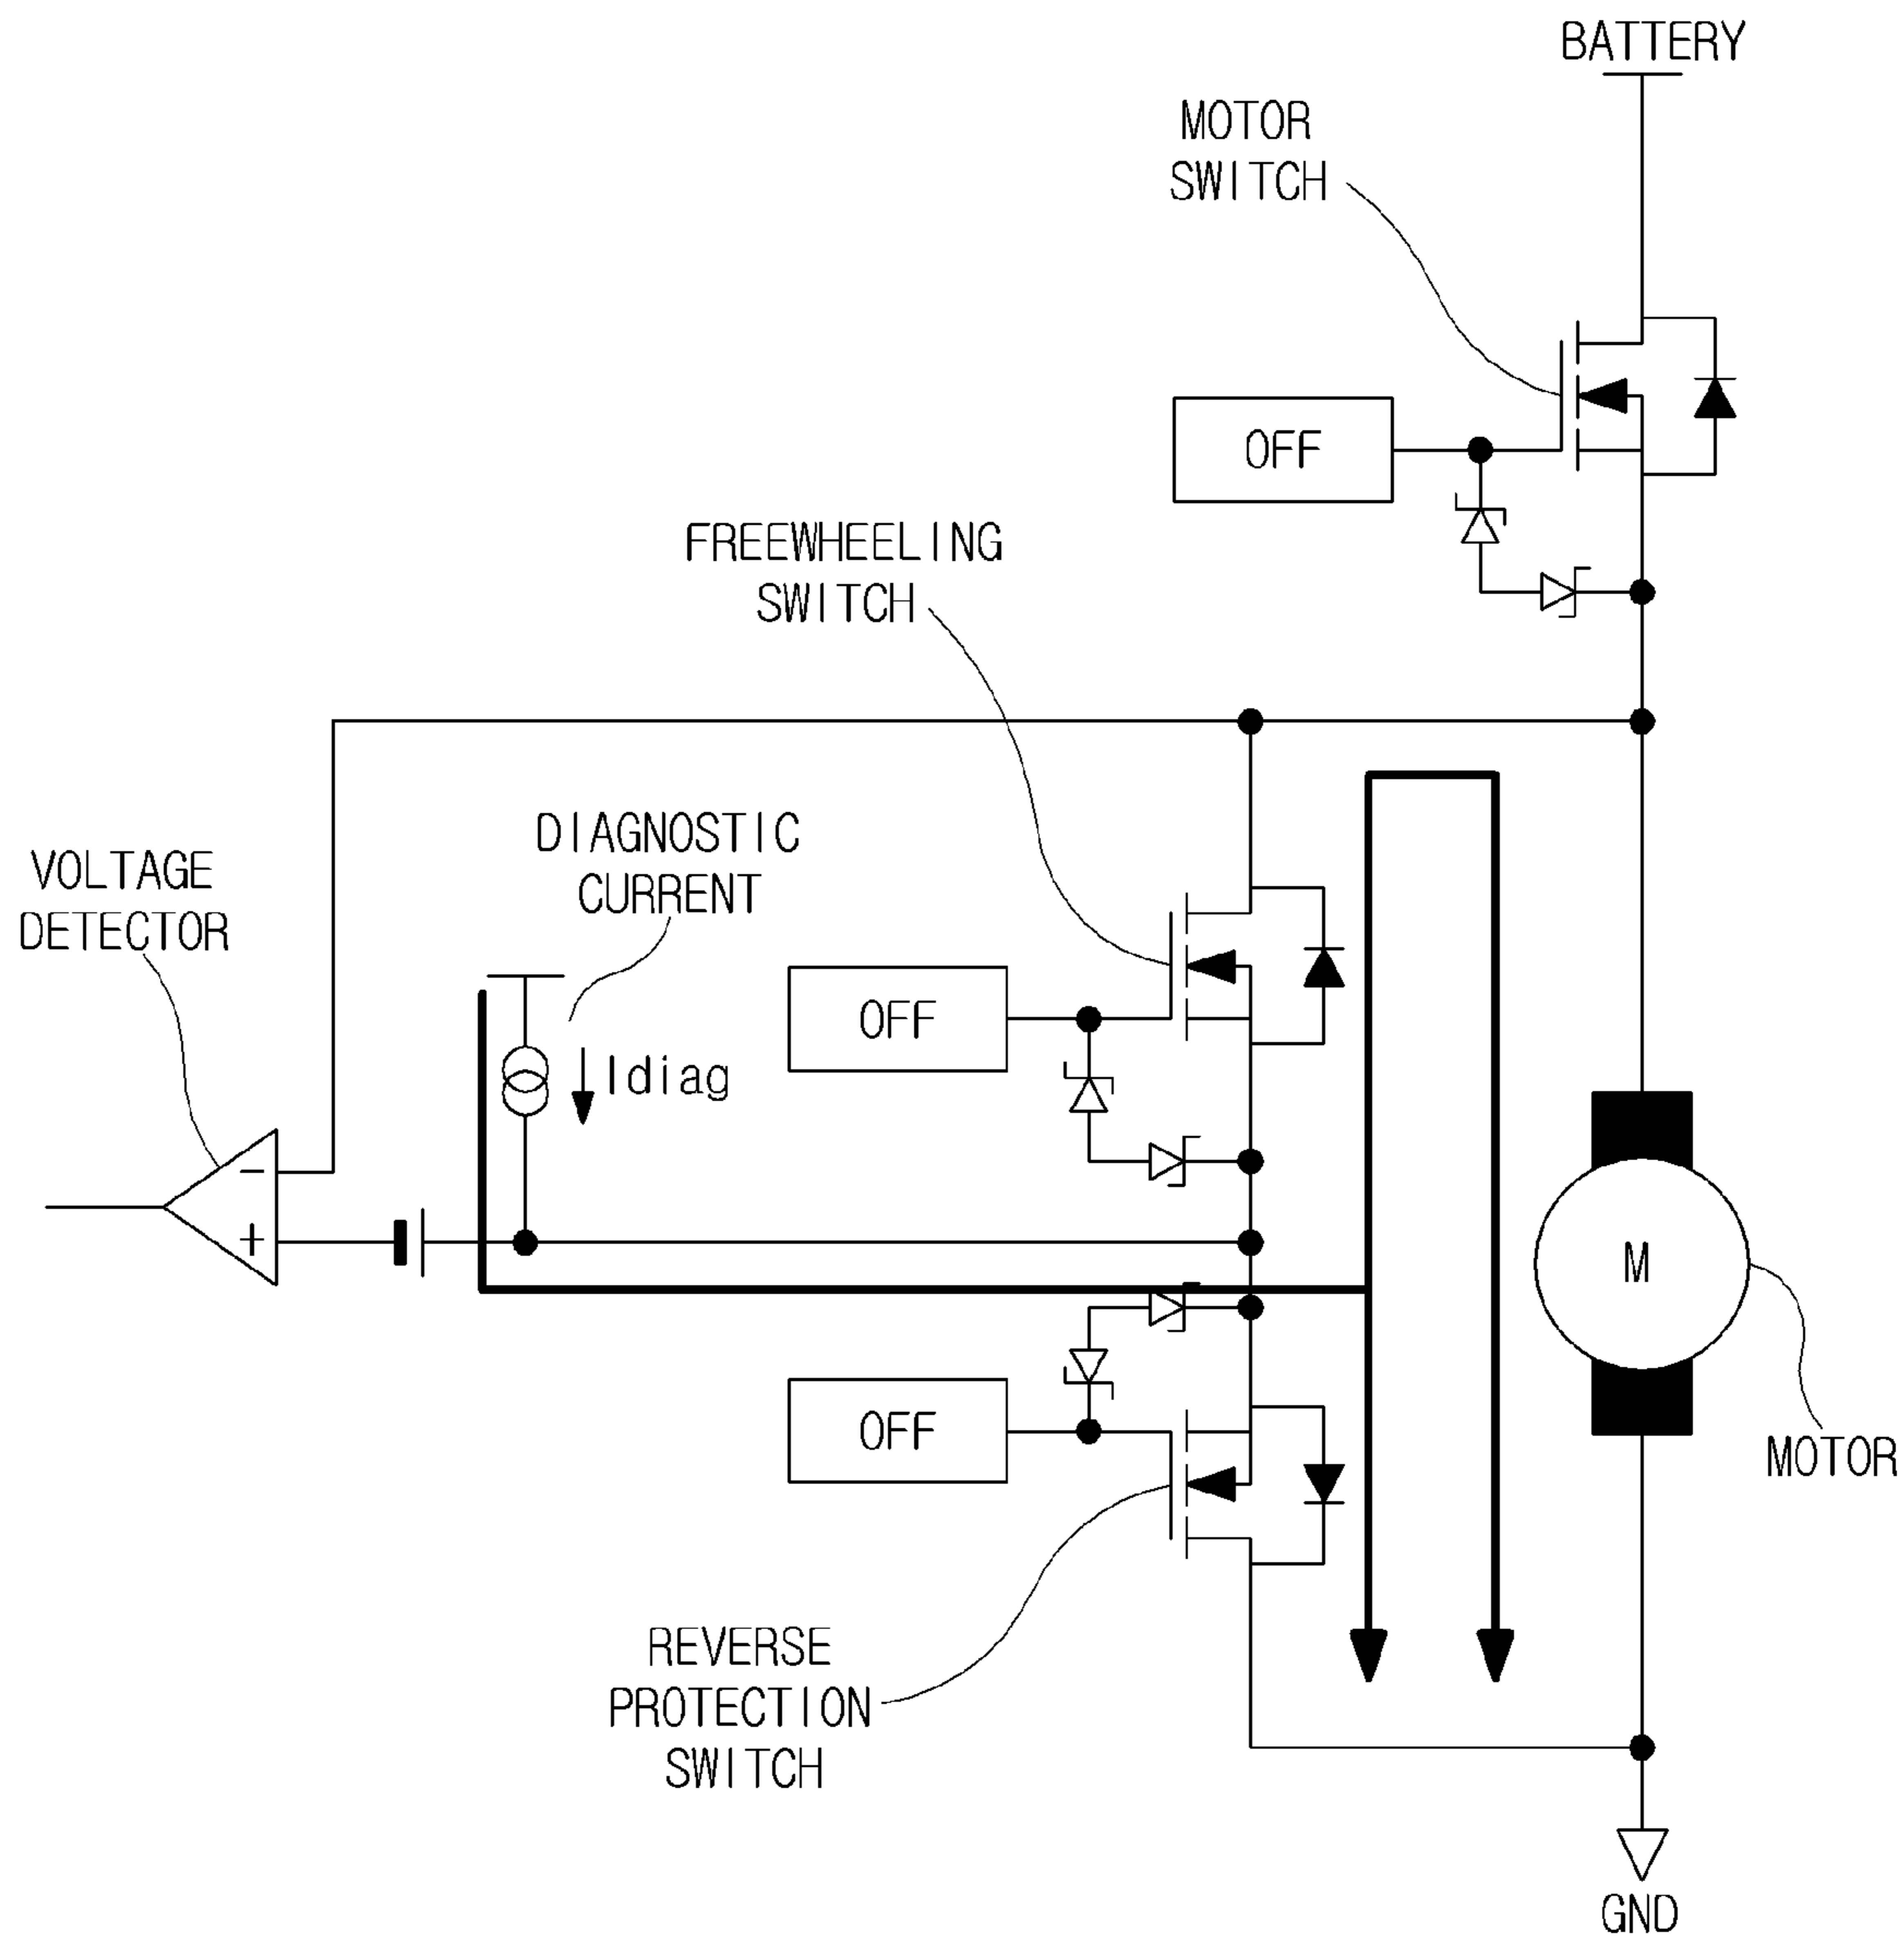 BATTERY
MOTOR
SWITCH
OFF
FREEWHEELING
SWITCH
DIAGNOSTIC
CURRENT
VOLTAGE
DETECTOR
OFF
Idiag
−
+
M
OFF
MOTOR
REVERSE
PROTECTION
SWITCH
GND